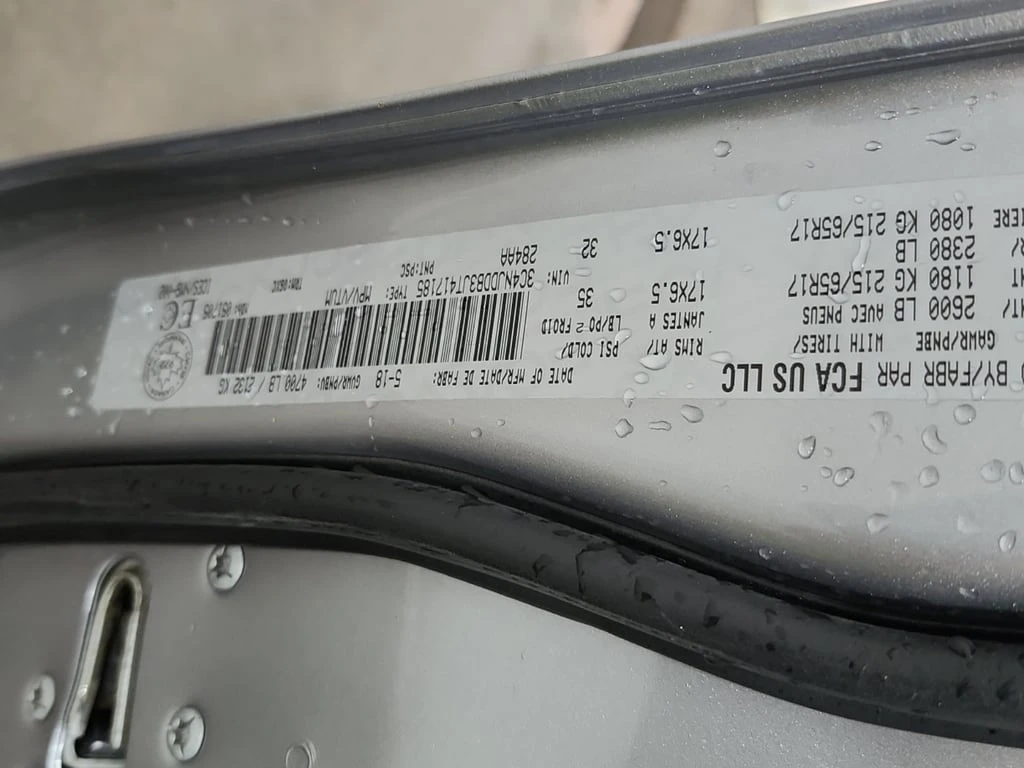 D BY/FABR PAR FCA US LLC
DATE OF MFR/DATE DE FABR: 5-18
GWWR/PNBV: 4700 LB / 2132 KG
GAWR/PNBE WITH TIRES/ RIMS AT/ PSI COLD/
2600 LB AVEC PNEUS JANTES A LB/PO² FROID
1180 KG 215/65R17 17X6.5 35
2380 LB
1080 KG 215/65R17 17X6.5 32
VIN:
3C4NJDDB3JT417185 TYPE: MPV/VTUM
284AA PNT:PSC
EC